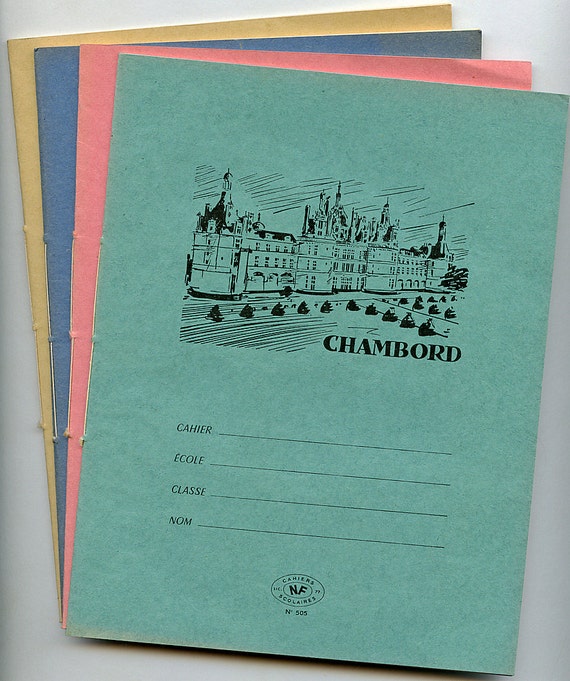 CHAMBORD
CAHIER
ÉCOLE
CLASSE
NOM
CAHIERS
NF
SCOLAIRES
N° 505